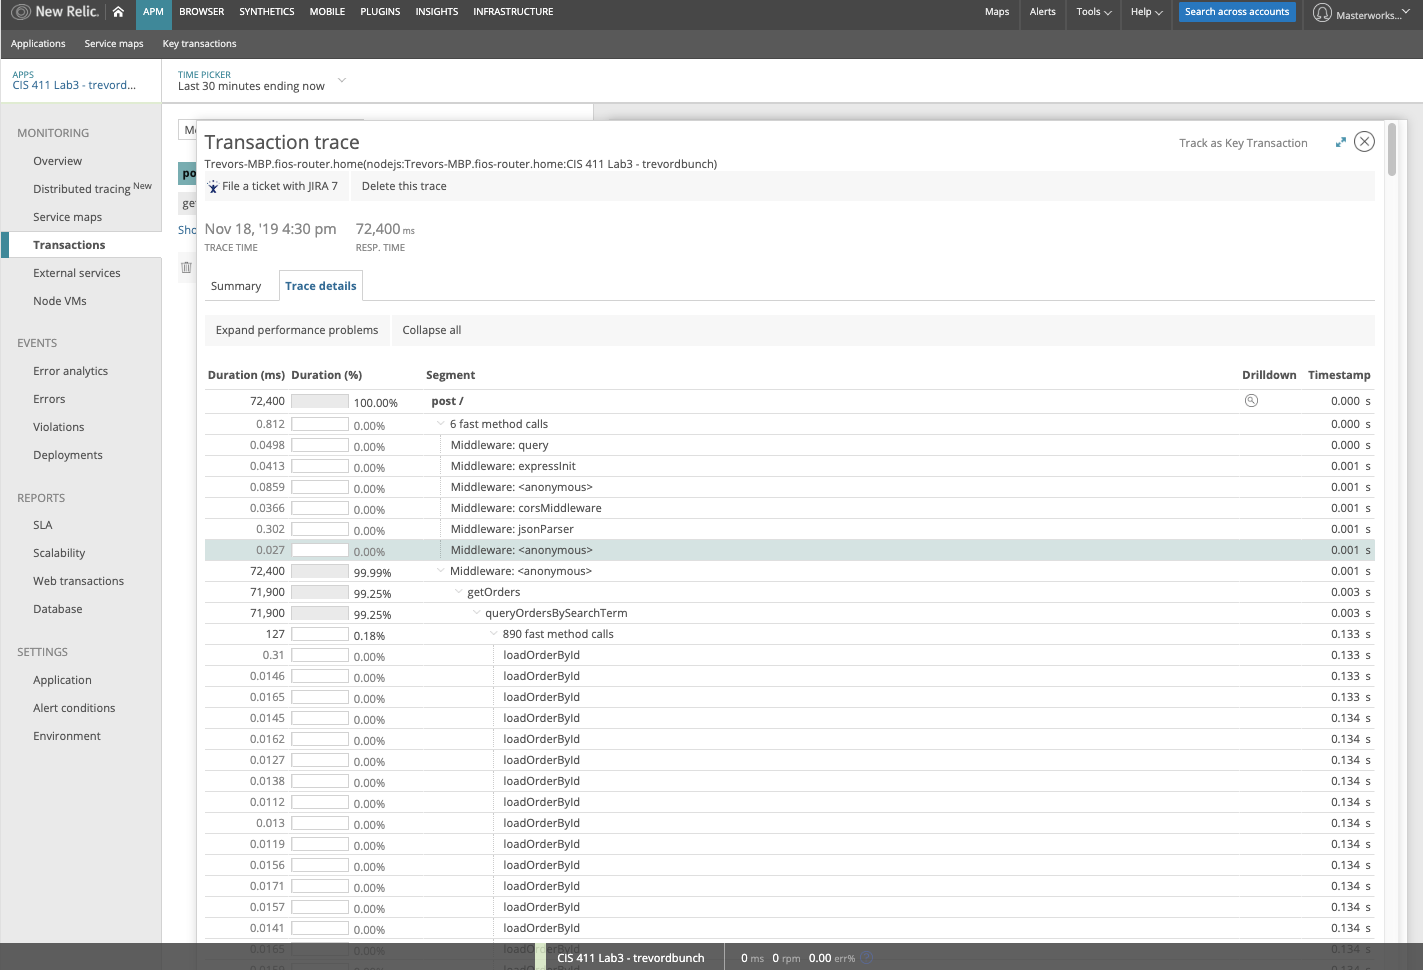 New Relic. APM BROWSER SYNTHETICS MOBILE PLUGINS INSIGHTS INFRASTRUCTURE Maps Alerts Tools Help Search across accounts Masterworks...
Applications Service maps Key transactions
APPS
CIS 411 Lab3 - trevord...
TIME PICKER
Last 30 minutes ending now
MONITORING
Overview
Distributed tracing New
Service maps
Transactions
External services
Node VMs
EVENTS
Error analytics
Errors
Violations
Deployments
REPORTS
SLA
Scalability
Web transactions
Database
SETTINGS
Application
Alert conditions
Environment
Transaction trace
Track as Key Transaction
Trevors-MBP.fios-router.home(nodejs:Trevors-MBP.fios-router.home:CIS 411 Lab3 - trevordbunch)
File a ticket with JIRA 7 Delete this trace
Nov 18, '19 4:30 pm 72,400 ms
TRACE TIME RESP. TIME
Summary Trace details
Expand performance problems Collapse all
Duration (ms) Duration (%) Segment Drilldown Timestamp
72,400 100.00% post / 0.000 s
0.812 0.00% 6 fast method calls 0.000 s
0.0498 0.00% Middleware: query 0.000 s
0.0413 0.00% Middleware: expressInit 0.001 s
0.0859 0.00% Middleware: <anonymous> 0.001 s
0.0366 0.00% Middleware: corsMiddleware 0.001 s
0.302 0.00% Middleware: jsonParser 0.001 s
0.027 0.00% Middleware: <anonymous> 0.001 s
72,400 99.99% Middleware: <anonymous> 0.001 s
71,900 99.25% getOrders 0.003 s
71,900 99.25% queryOrdersBySearchTerm 0.003 s
127 0.18% 890 fast method calls 0.133 s
0.31 0.00% loadOrderById 0.133 s
0.0146 0.00% loadOrderById 0.133 s
0.0165 0.00% loadOrderById 0.133 s
0.0145 0.00% loadOrderById 0.134 s
0.0162 0.00% loadOrderById 0.134 s
0.0127 0.00% loadOrderById 0.134 s
0.0138 0.00% loadOrderById 0.134 s
0.0112 0.00% loadOrderById 0.134 s
0.013 0.00% loadOrderById 0.134 s
0.0119 0.00% loadOrderById 0.134 s
0.0156 0.00% loadOrderById 0.134 s
0.0171 0.00% loadOrderById 0.134 s
0.0157 0.00% loadOrderById 0.134 s
0.0141 0.00% loadOrderById 0.134 s
CIS 411 Lab3 - trevordbunch 0 ms 0 rpm 0.00 err%